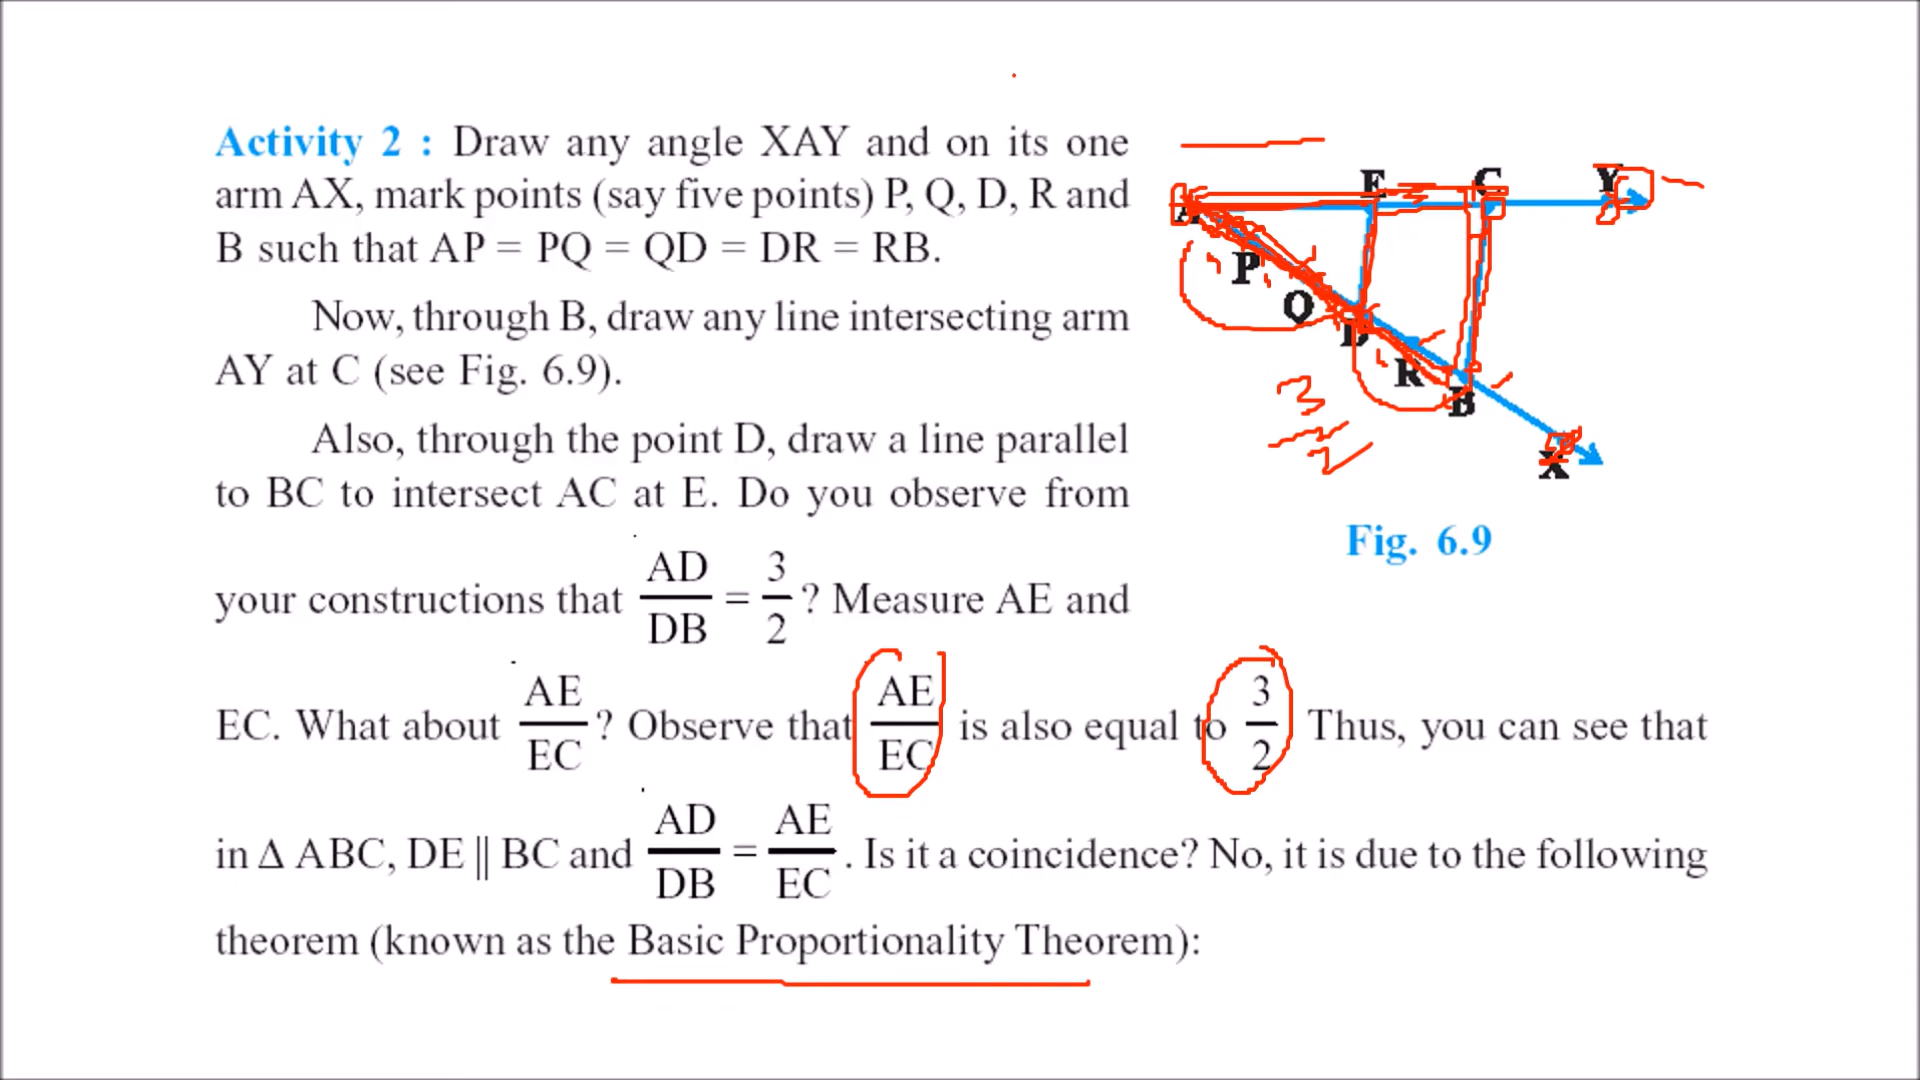 Activity 2 : Draw any angle XAY and on its one
arm AX, mark points (say five points) P, Q, D, R and
B such that AP = PQ = QD = DR = RB.
Now, through B, draw any line intersecting arm
AY at C (see Fig. 6.9).
Also, through the point D, draw a line parallel
to BC to intersect AC at E. Do you observe from
your constructions that AD/DB = 3/2 ? Measure AE and
EC. What about AE/EC ? Observe that AE/EC is also equal to 3/2 Thus, you can see that
in Δ ABC, DE || BC and AD/DB = AE/EC . Is it a coincidence? No, it is due to the following
theorem (known as the Basic Proportionality Theorem):
A E C Y
P
Q
D
R
B
X
3
2
Fig. 6.9